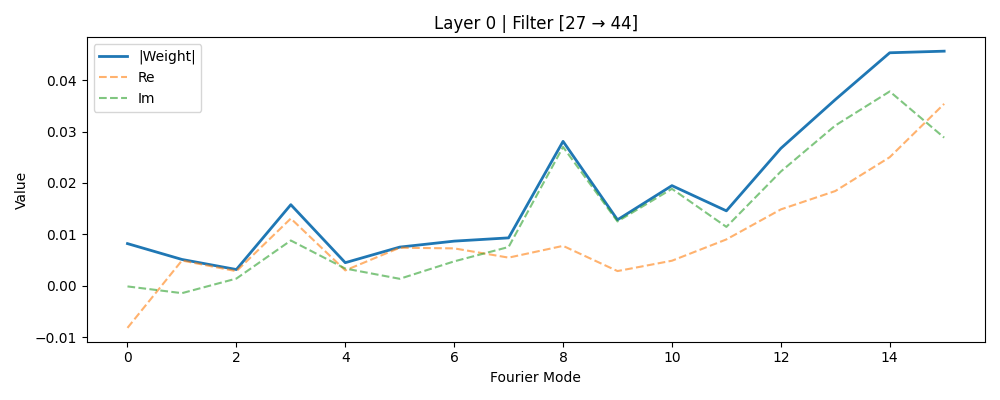 Layer 0 | Filter [27 → 44]
|Weight|
Re
Im
Value
0.04
0.03
0.02
0.01
0.00
−0.01
0 2 4 6 8 10 12 14
Fourier Mode